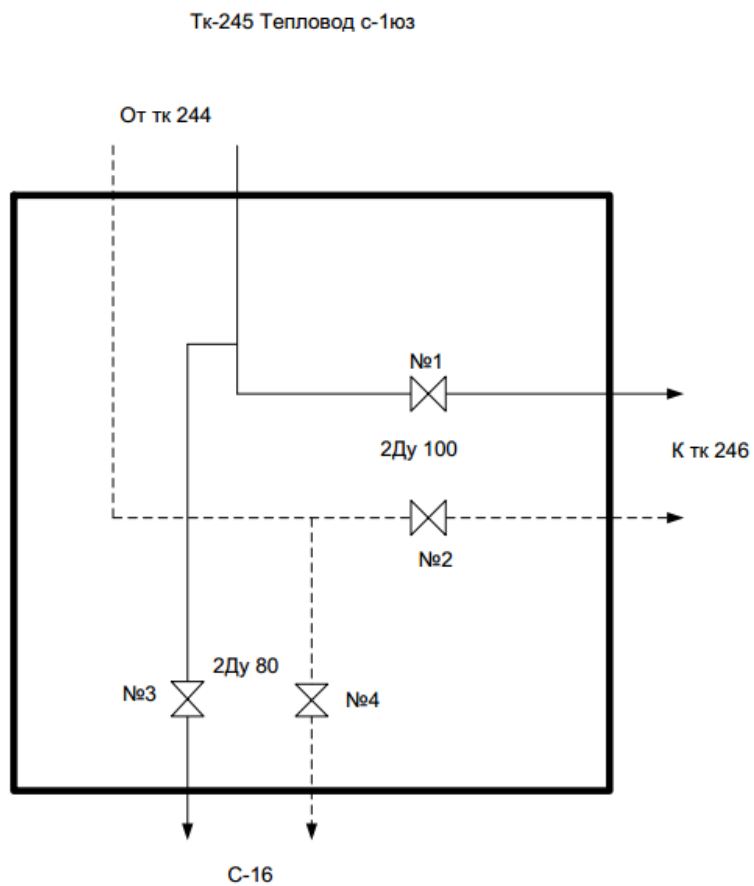 Тк-245 Тепловод с-1юз
От тк 244
№1
2Ду 100
К тк 246
№2
2Ду 80
№3
№4
С-16